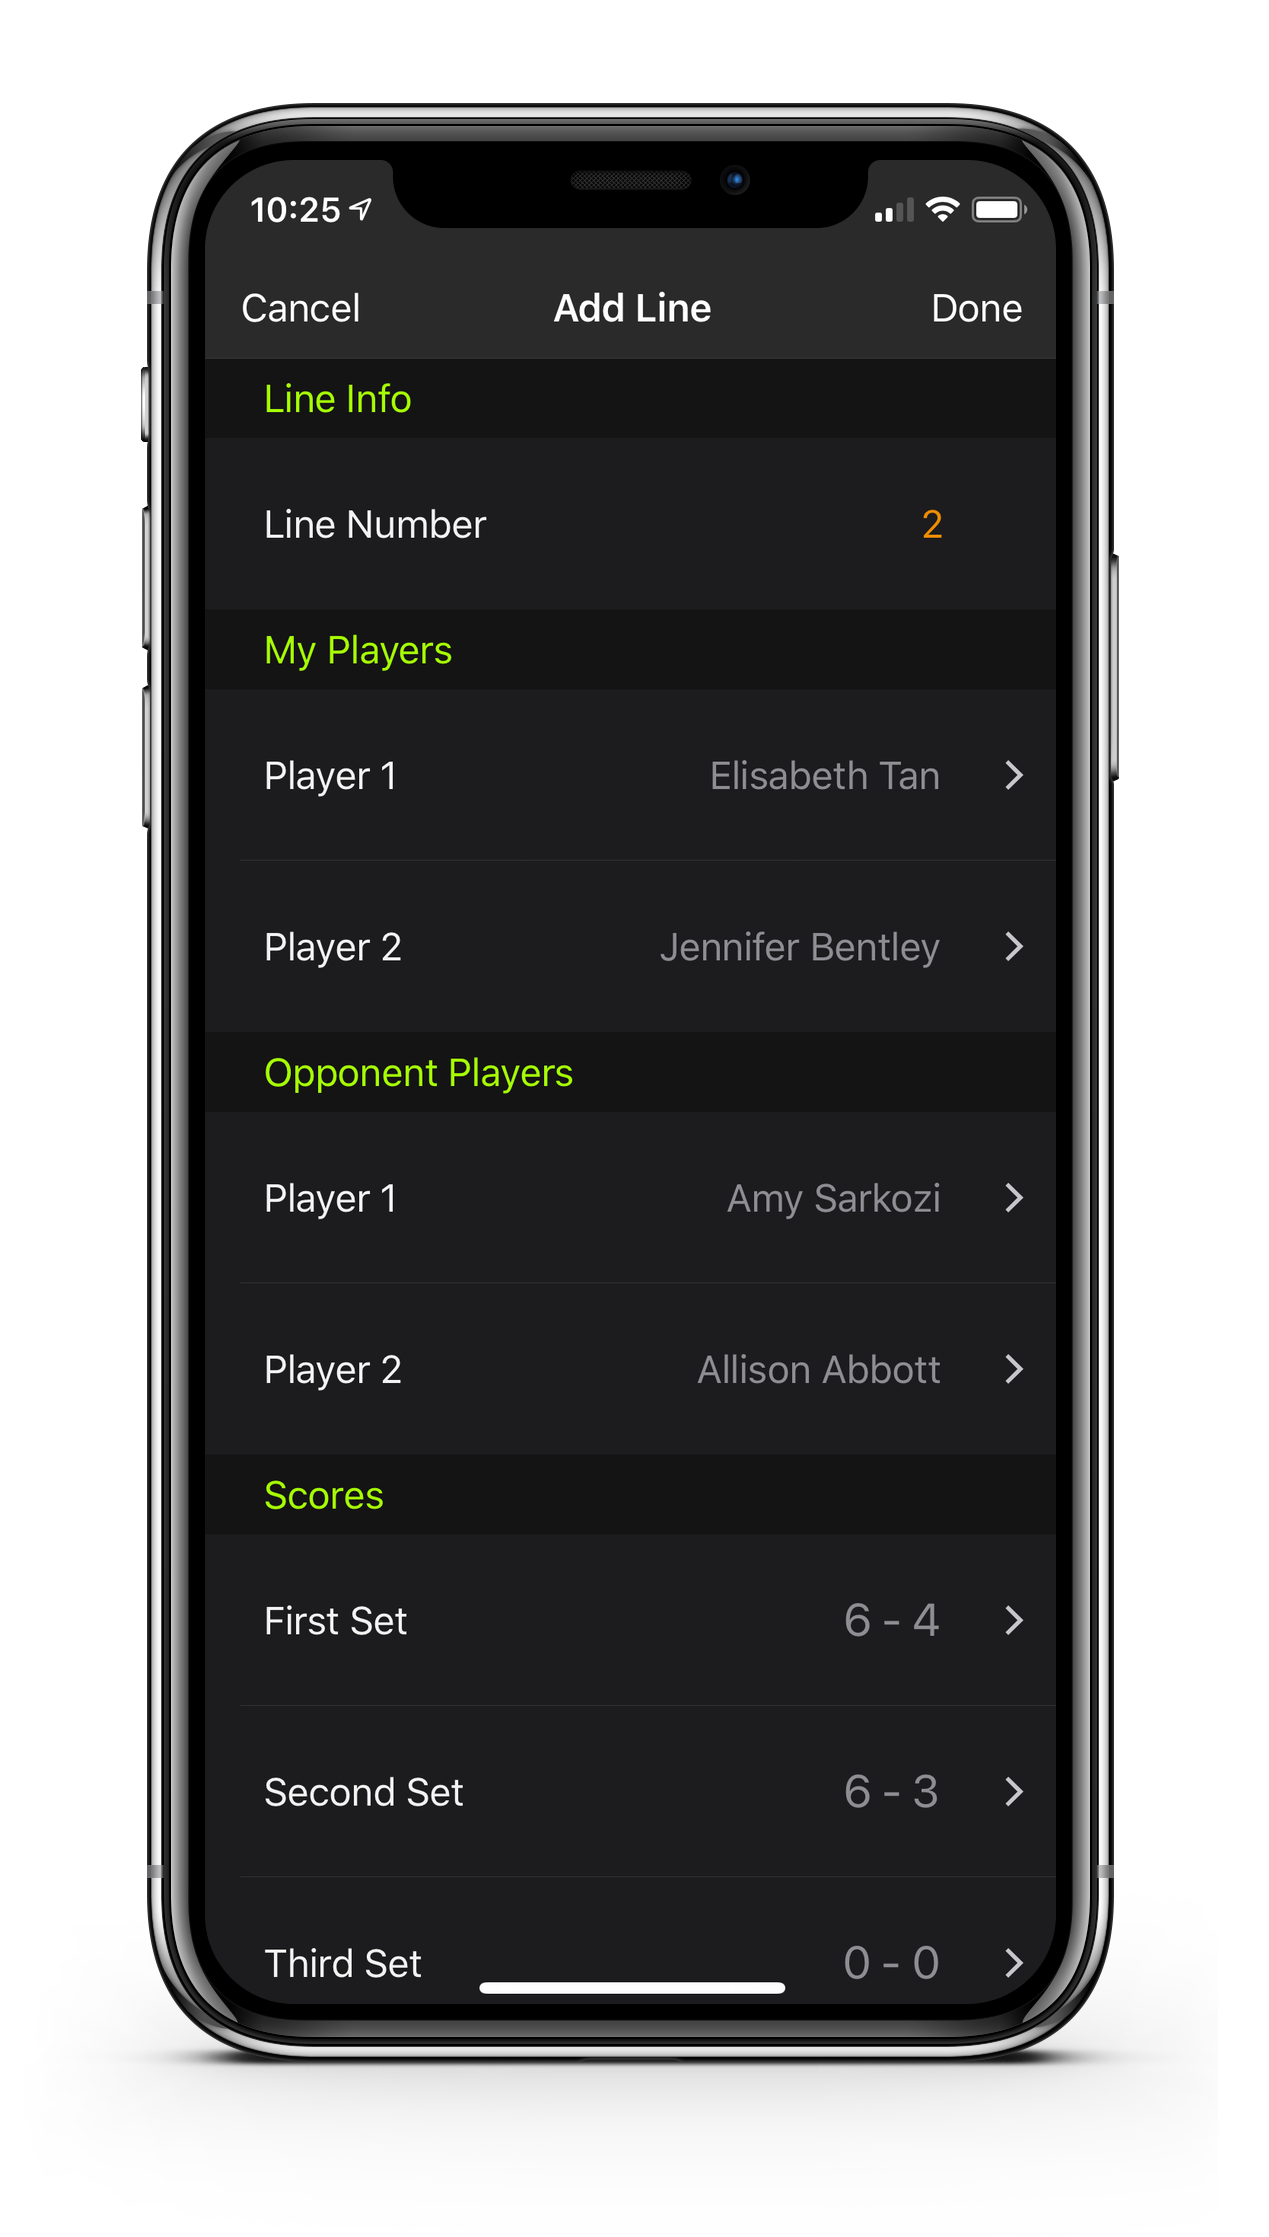 10:25
Cancel Add Line Done
Line Info
Line Number 2
My Players
Player 1 Elisabeth Tan
Player 2 Jennifer Bentley
Opponent Players
Player 1 Amy Sarkozi
Player 2 Allison Abbott
Scores
First Set 6 - 4
Second Set 6 - 3
Third Set 0 - 0